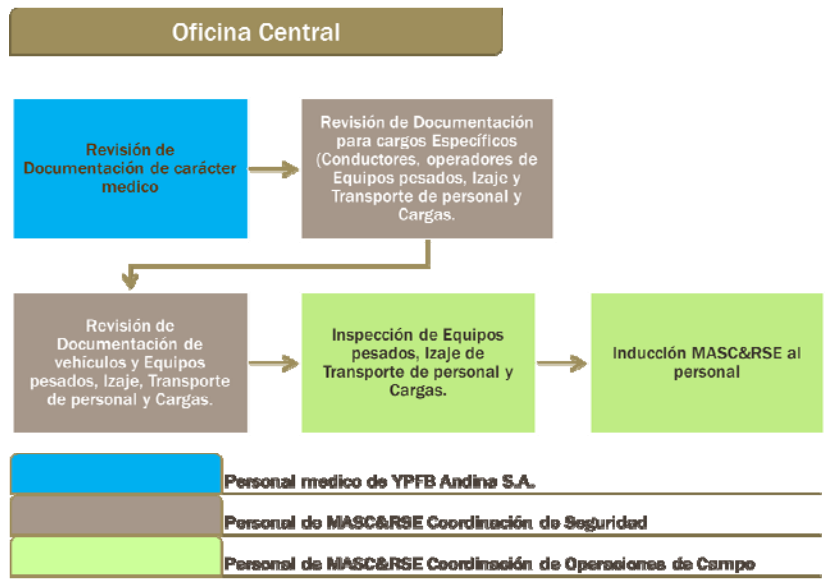 Oficina Central
Revisión de
Documentación de carácter
medico
Revisión de Documentación
para cargos Específicos
(Conductores, operadores de
Equipos pesados, Izaje y
Transporte de personal y
Cargas.
Revisión de
Documentación de
vehículos y Equipos
pesados, Izaje, Transporte
de personal y Cargas.
Inspección de Equipos
pesados, Izaje de
Transporte de personal y
Cargas.
Inducción MASC&RSE al
personal
Personal medico de YPFB Andina S.A.
Personal de MASC&RSE Coordinación de Seguridad
Personal de MASC&RSE Coordinación de Operaciones de Campo